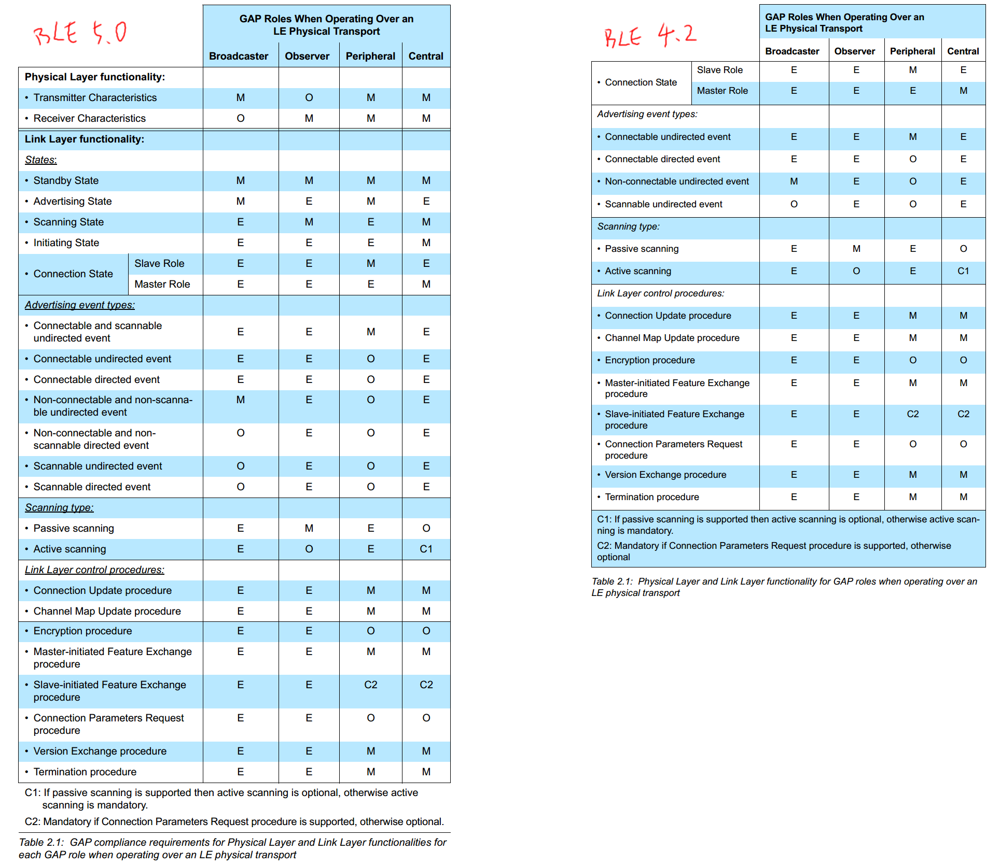 BLE 5.0
GAP Roles When Operating Over an
LE Physical Transport
Broadcaster Observer Peripheral Central
Physical Layer functionality:
• Transmitter Characteristics M O M M
• Receiver Characteristics O M M M
Link Layer functionality:
States:
• Standby State M M M M
• Advertising State M E M E
• Scanning State E M E M
• Initiating State E E E M
• Connection State
Slave Role E E M E
Master Role E E E M
Advertising event types:
• Connectable and scannable
undirected event E E M E
• Connectable undirected event E E O E
• Connectable directed event E E O E
• Non-connectable and non-scanna-
ble undirected event M E O E
• Non-connectable and non-
scannable directed event O E O E
• Scannable undirected event O E O E
• Scannable directed event O E O E
Scanning type:
• Passive scanning E M E O
• Active scanning E O E C1
Link Layer control procedures:
• Connection Update procedure E E M M
• Channel Map Update procedure E E M M
• Encryption procedure E E O O
• Master-initiated Feature Exchange
procedure E E M M
• Slave-initiated Feature Exchange
procedure E E C2 C2
• Connection Parameters Request
procedure E E O O
• Version Exchange procedure E E M M
• Termination procedure E E M M
C1: If passive scanning is supported then active scanning is optional, otherwise active
scanning is mandatory.
C2: Mandatory if Connection Parameters Request procedure is supported, otherwise optional.
Table 2.1: GAP compliance requirements for Physical Layer and Link Layer functionalities for
each GAP role when operating over an LE physical transport
BLE 4.2
GAP Roles When Operating Over an
LE Physical Transport
Broadcaster Observer Peripheral Central
• Connection State
Slave Role E E M E
Master Role E E E M
Advertising event types:
• Connectable undirected event E E M E
• Connectable directed event E E O E
• Non-connectable undirected event M E O E
• Scannable undirected event O E O E
Scanning type:
• Passive scanning E M E O
• Active scanning E O E C1
Link Layer control procedures:
• Connection Update procedure E E M M
• Channel Map Update procedure E E M M
• Encryption procedure E E O O
• Master-initiated Feature Exchange
procedure E E M M
• Slave-initiated Feature Exchange
procedure E E C2 C2
• Connection Parameters Request
procedure E E O O
• Version Exchange procedure E E M M
• Termination procedure E E M M
C1: If passive scanning is supported then active scanning is optional, otherwise active scan-
ning is mandatory.
C2: Mandatory if Connection Parameters Request procedure is supported, otherwise
optional
Table 2.1: Physical Layer and Link Layer functionality for GAP roles when operating over an
LE physical transport